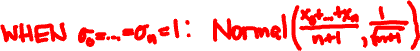 WHEN σ₀=...=σₙ=1: Normal(x₀+...+xₙ/n+1, 1/√n+1)